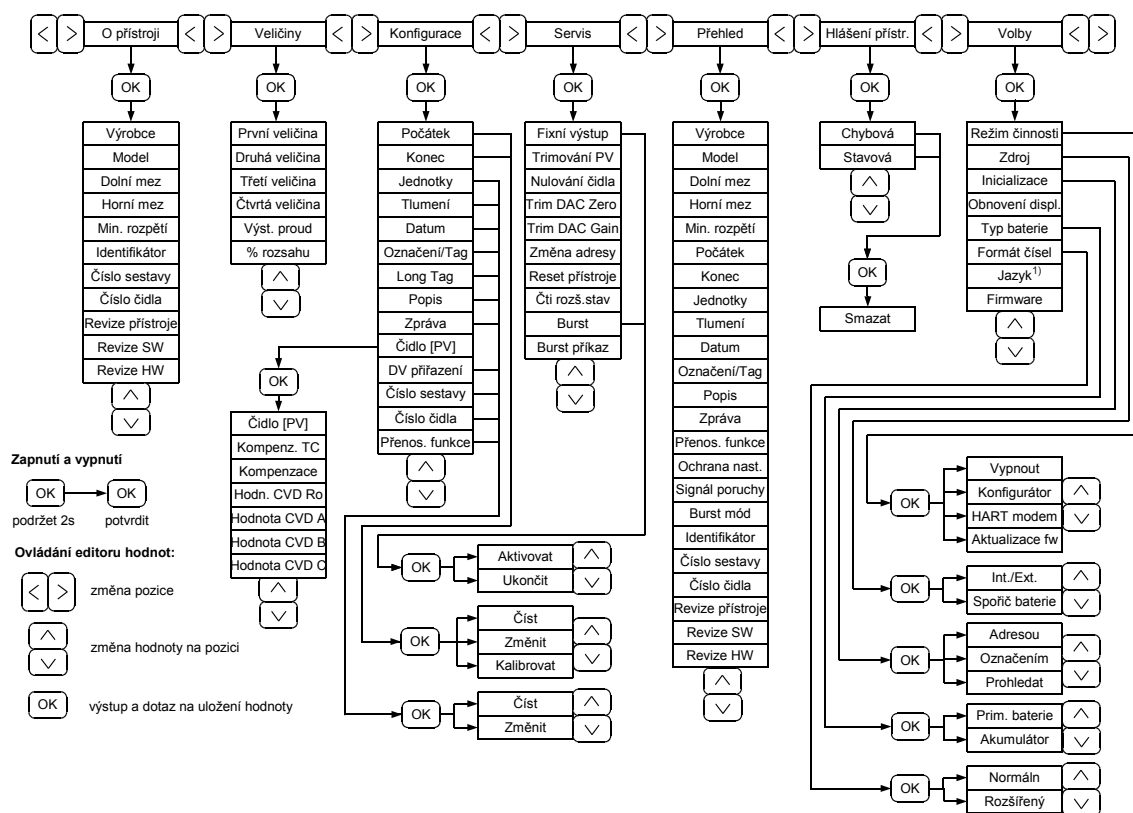 O přístroji
Veličiny
Konfigurace
Servis
Přehled
Hlášení přístr.
Volby
OK
OK
OK
OK
OK
OK
OK
Výrobce
Model
Dolní mez
Horní mez
Min. rozpětí
Identifikátor
Číslo sestavy
Číslo čidla
Revize přístroje
Revize SW
Revize HW
První veličina
Druhá veličina
Třetí veličina
Čtvrtá veličina
Výst. proud
% rozsahu
Počátek
Konec
Jednotky
Tlumení
Datum
Označení/Tag
Long Tag
Popis
Zpráva
Čidlo [PV]
DV přiřazení
Číslo sestavy
Číslo čidla
Přenos. funkce
OK
Čidlo [PV]
Kompenz. TC
Kompenzace
Hodn. CVD Ro
Hodnota CVD A
Hodnota CVD B
Hodnota CVD C
Fixní výstup
Trimování PV
Nulování čidla
Trim DAC Zero
Trim DAC Gain
Změna adresy
Reset přístroje
Čti rozš.stav
Burst
Burst příkaz
OK
Aktivovat
Ukončit
OK
Číst
Změnit
Kalibrovat
OK
Číst
Změnit
Výrobce
Model
Dolní mez
Horní mez
Min. rozpětí
Počátek
Konec
Jednotky
Tlumení
Datum
Označení/Tag
Popis
Zpráva
Přenos. funkce
Ochrana nast.
Signál poruchy
Burst mód
Identifikátor
Číslo sestavy
Číslo čidla
Revize přístroje
Revize SW
Revize HW
Chybová
Stavová
OK
Smazat
Režim činnosti
Zdroj
Inicializace
Obnovení displ.
Typ baterie
Formát čísel
Jazyk1)
Firmware
OK
Vypnout
Konfigurátor
HART modem
Aktualizace fw
OK
Int./Ext.
Spořič baterie
OK
Adresou
Označením
Prohledat
OK
Prim. baterie
Akumulátor
OK
Normáln
Rozšířený
Zapnutí a vypnutí
OK
OK
podržet 2s
potvrdit
Ovládání editoru hodnot:
změna pozice
změna hodnoty na pozici
OK
výstup a dotaz na uložení hodnoty